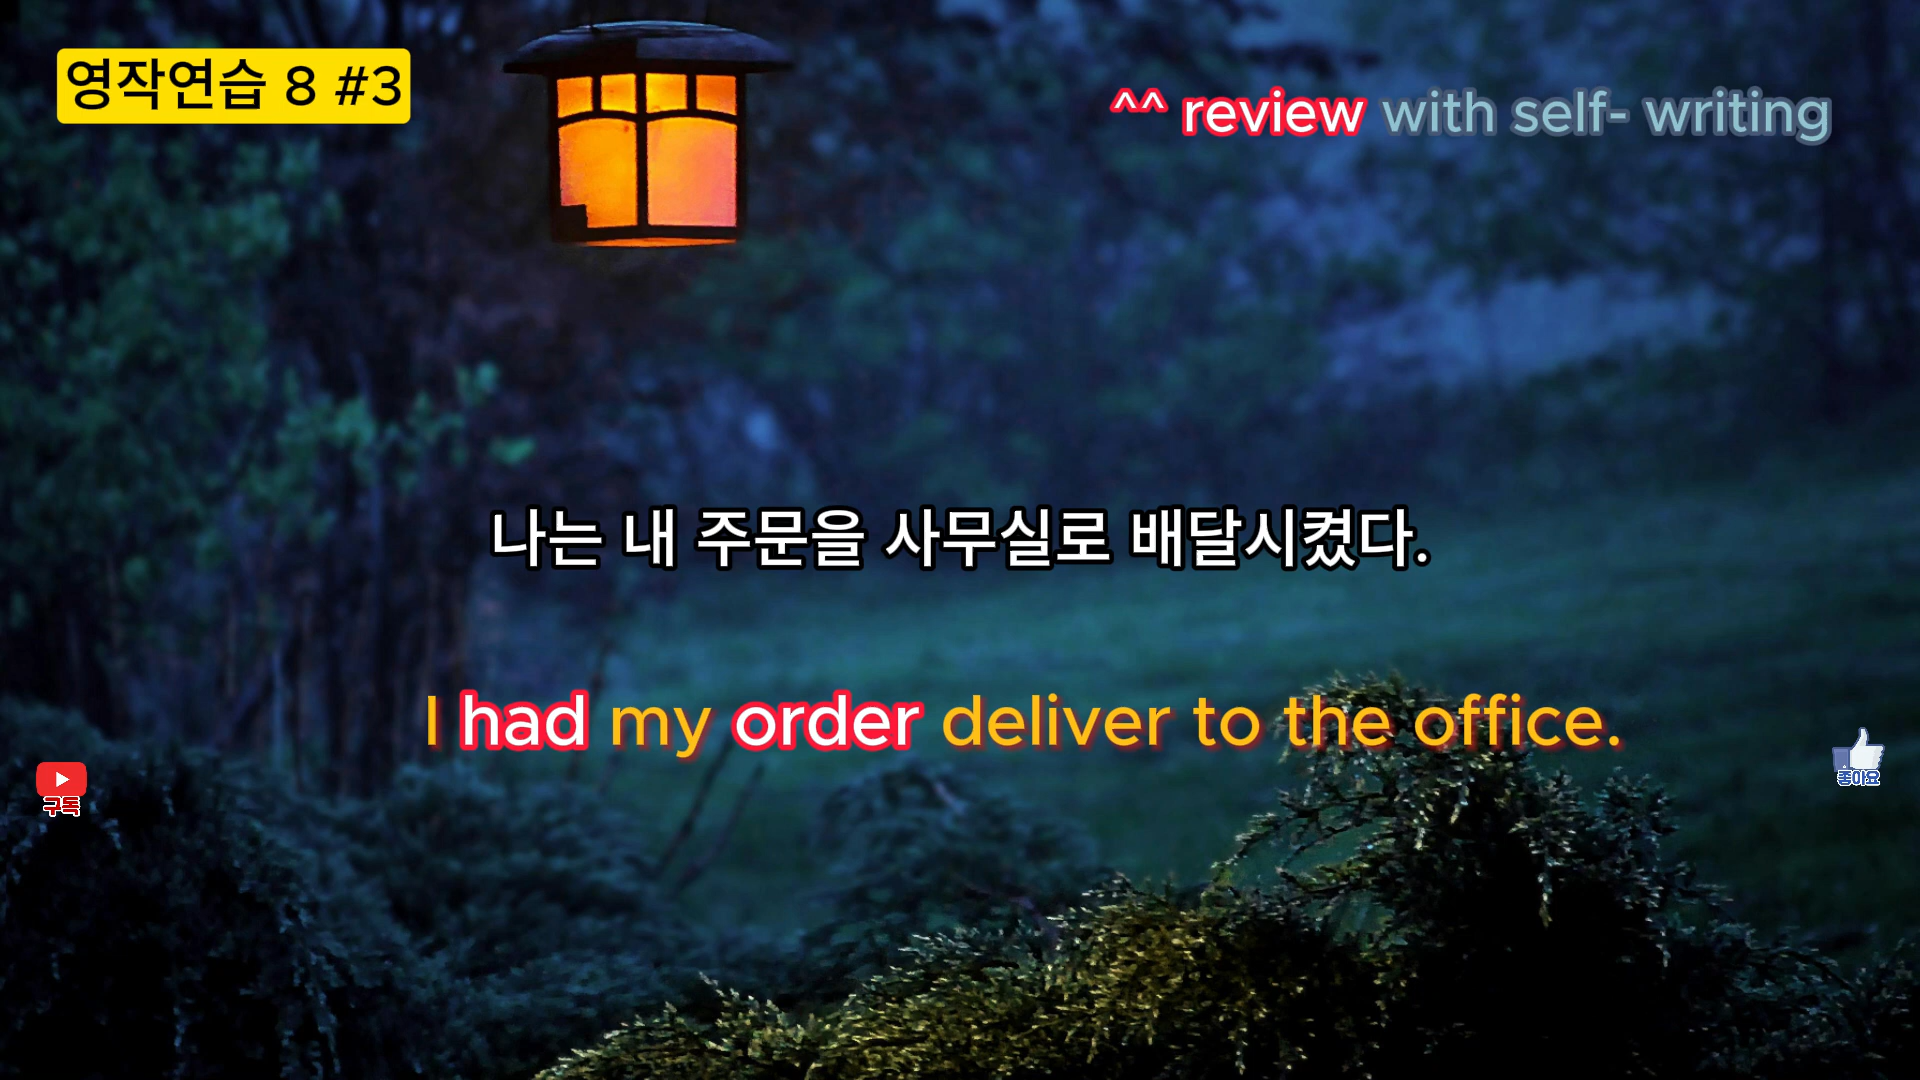 영작연습 8 #3
^^ review with self- writing
나는 내 주문을 사무실로 배달시켰다.
I had my order deliver to the office.
구독
좋아요